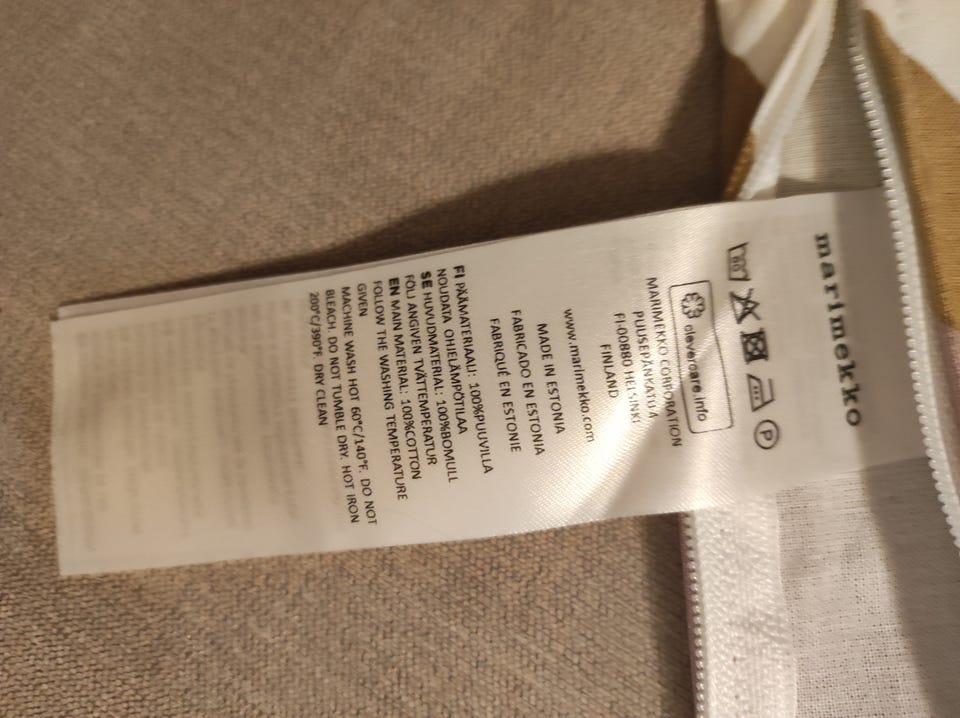 marimekko
60
P
clevercare.info
MARIMEKKO CORPORATION
PUUSEPÄNKATU 4
FI-00880 HELSINKI
FINLAND
www.marimekko.com
MADE IN ESTONIA
FABRICADO EN ESTONIA
FABRIQUÉ EN ESTONIE
FI PÄÄMATERIAALI: 100%PUUVILLA
NOUDATA OHJELÄMPÖTILAA
SE HUVUDMATERIAL: 100%BOMULL
FÖLJ ANGIVEN TVÄTTEMPERATUR
EN MAIN MATERIAL: 100%COTTON
FOLLOW THE WASHING TEMPERATURE
GIVEN
MACHINE WASH HOT 60°C/140°F. DO NOT
BLEACH. DO NOT TUMBLE DRY. HOT IRON
200°C/390°F. DRY CLEAN